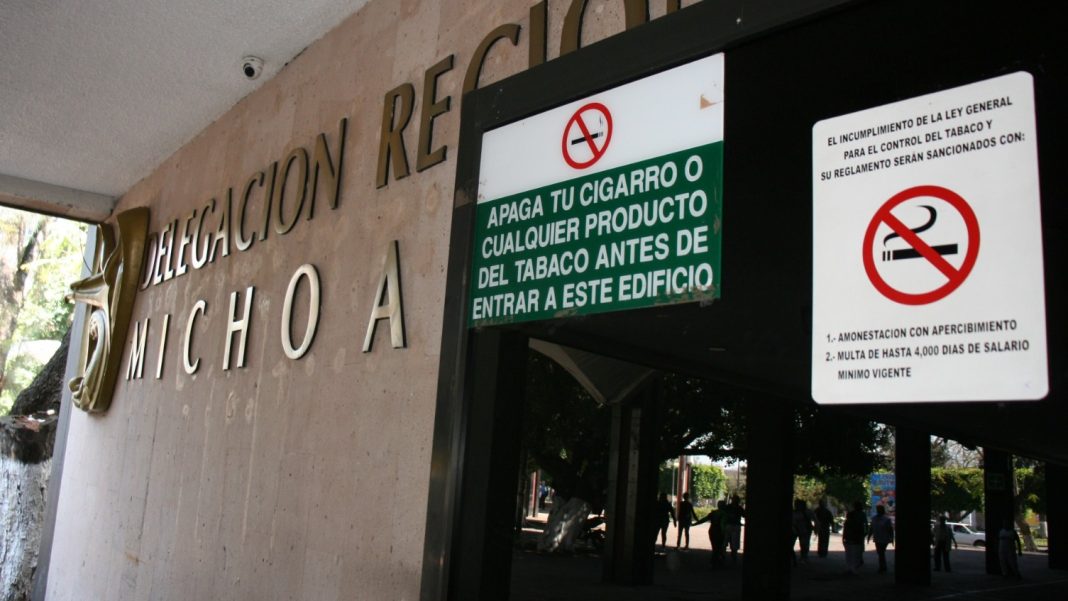 DELEGACION REGIO
MICHOA
APAGA TU CIGARRO O
CUALQUIER PRODUCTO
DEL TABACO ANTES DE
ENTRAR A ESTE EDIFICIO
EL INCUMPLIMIENTO DE LA LEY GENERAL
PARA EL CONTROL DEL TABACO Y
SU REGLAMENTO SERÁN SANCIONADOS CON:
1.- AMONESTACION CON APERCIBIMIENTO
2.- MULTA DE HASTA 4,000 DIAS DE SALARIO
MINIMO VIGENTE